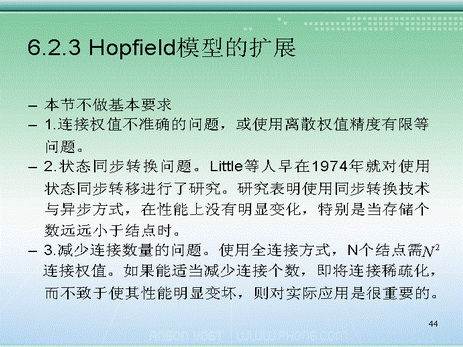 6.2.3 Hopfield模型的扩展
– 本节不做基本要求
– 1.连接权值不准确的问题，或使用离散权值精度有限等
问题。
– 2.状态同步转换问题。Little等人早在1974年就对使用
状态同步转移进行了研究。研究表明使用同步转换技术
与异步方式，在性能上没有明显变化，特别是当存储个
数远远小于结点时。
– 3.减少连接数量的问题。使用全连接方式，N个结点需N²
连接权值。如果能适当减少连接个数，即将连接稀疏化，
而不致于使其性能明显变坏，则对实际应用是很重要的。
44